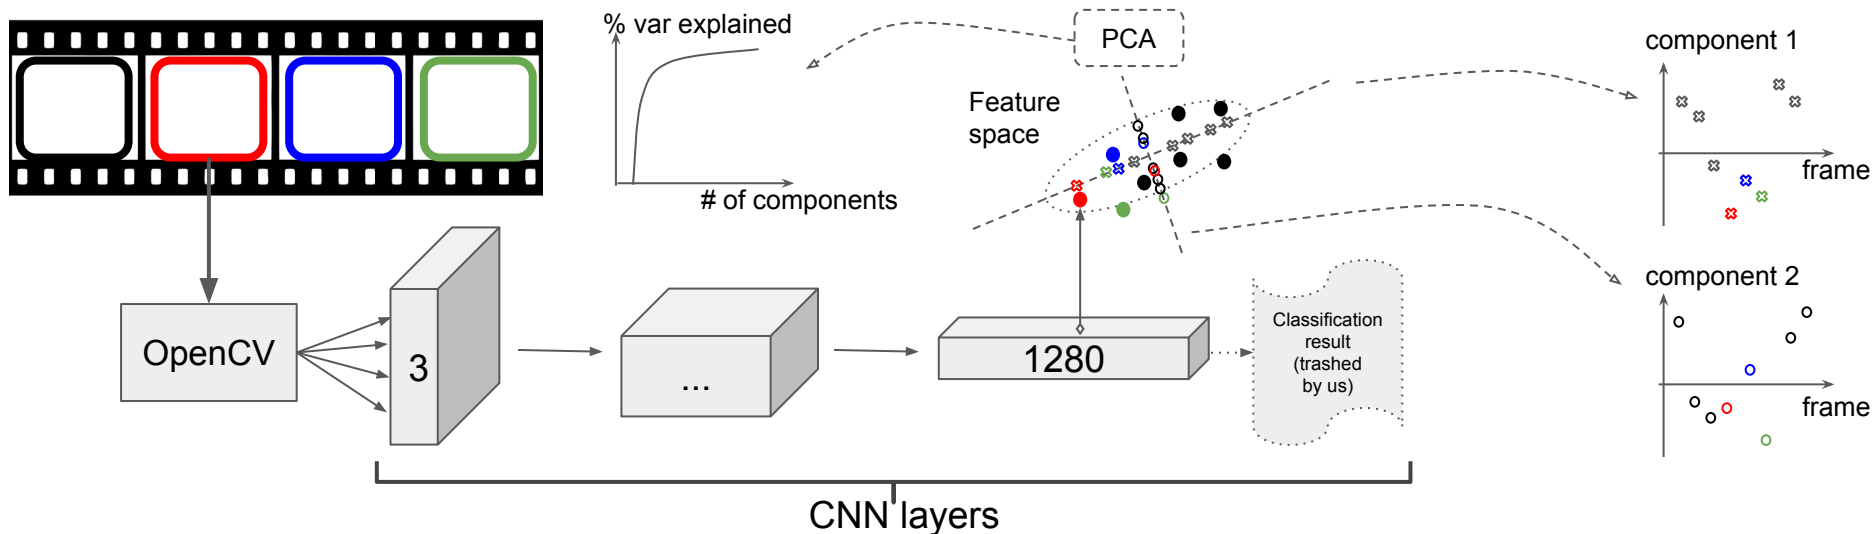 % var explained
# of components
PCA
Feature
space
component 1
frame
component 2
frame
OpenCV
3
...
1280
Classification
result
(trashed
by us)
CNN layers